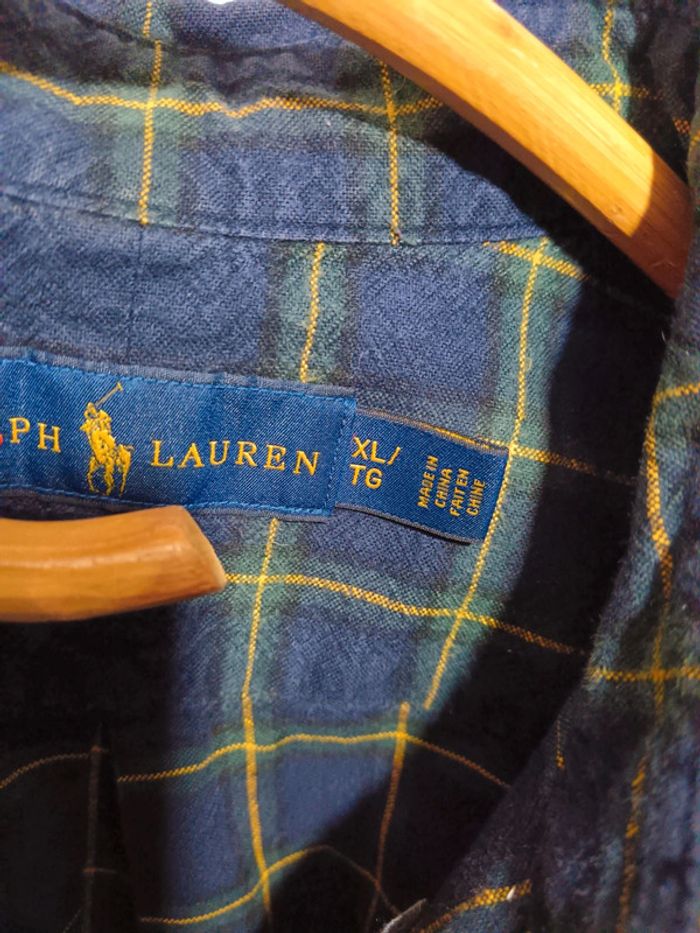 PH LAUREN
XL/
TG
MADE IN
CHINA
FAIT EN
CHINE